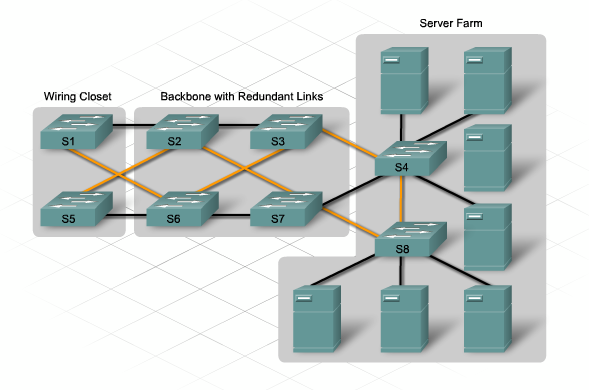 Server Farm
Wiring Closet
Backbone with Redundant Links
S1
S2
S3
S4
S5
S6
S7
S8